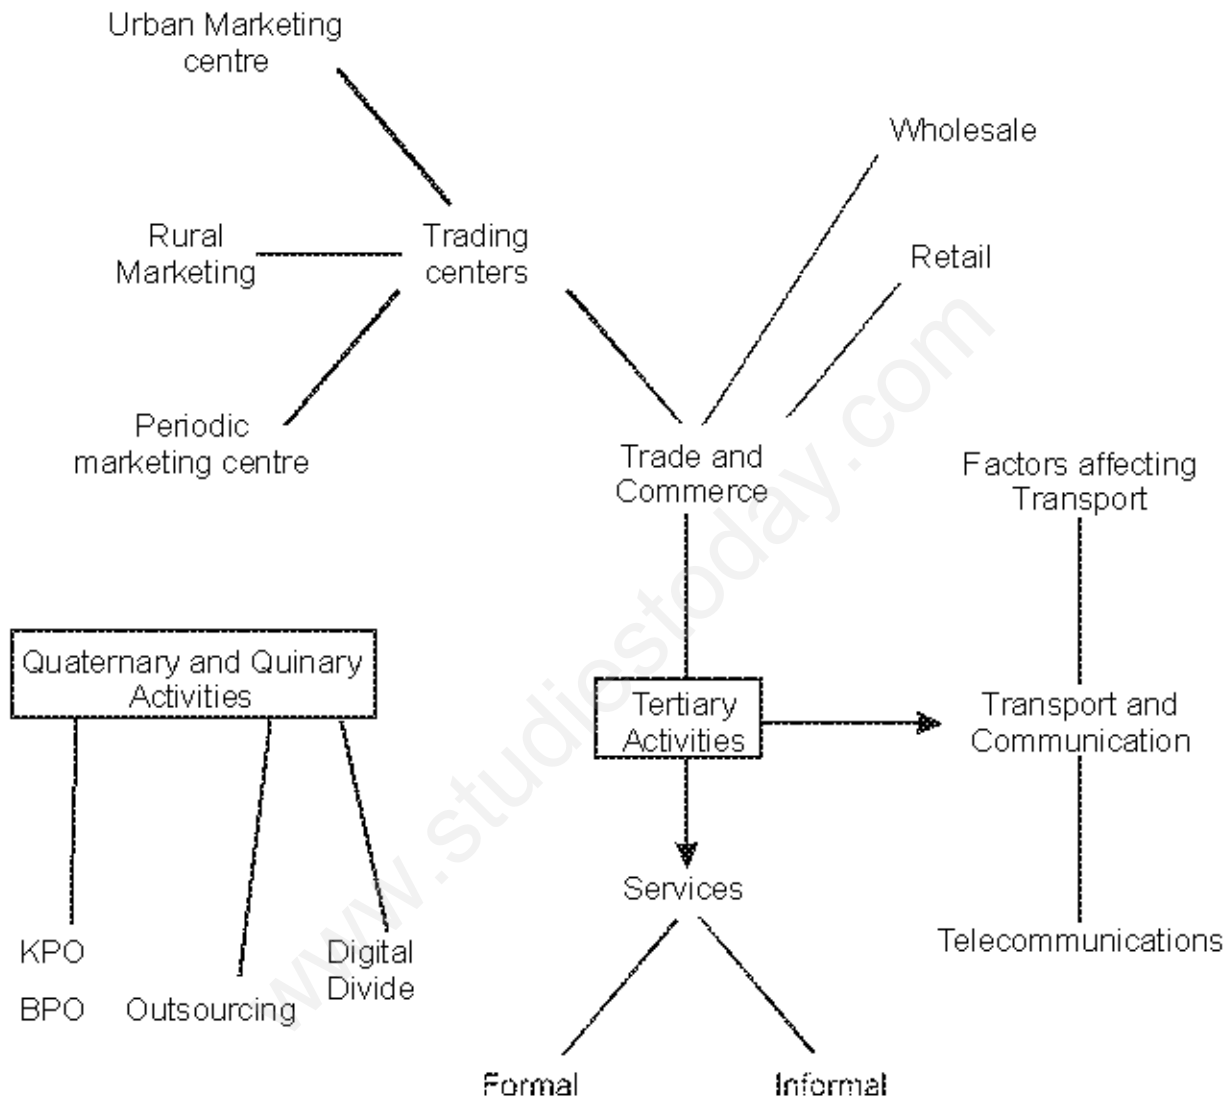 Urban Marketing
centre
Wholesale
Rural
Marketing
Trading
centers
Retail
Periodic
marketing centre
Trade and
Commerce
Factors affecting
Transport
Quaternary and Quinary
Activities
Tertiary
Activities
Transport and
Communication
Services
KPO
BPO
Outsourcing
Digital
Divide
Telecommunications
Formal
Informal
www.studiestoday.com